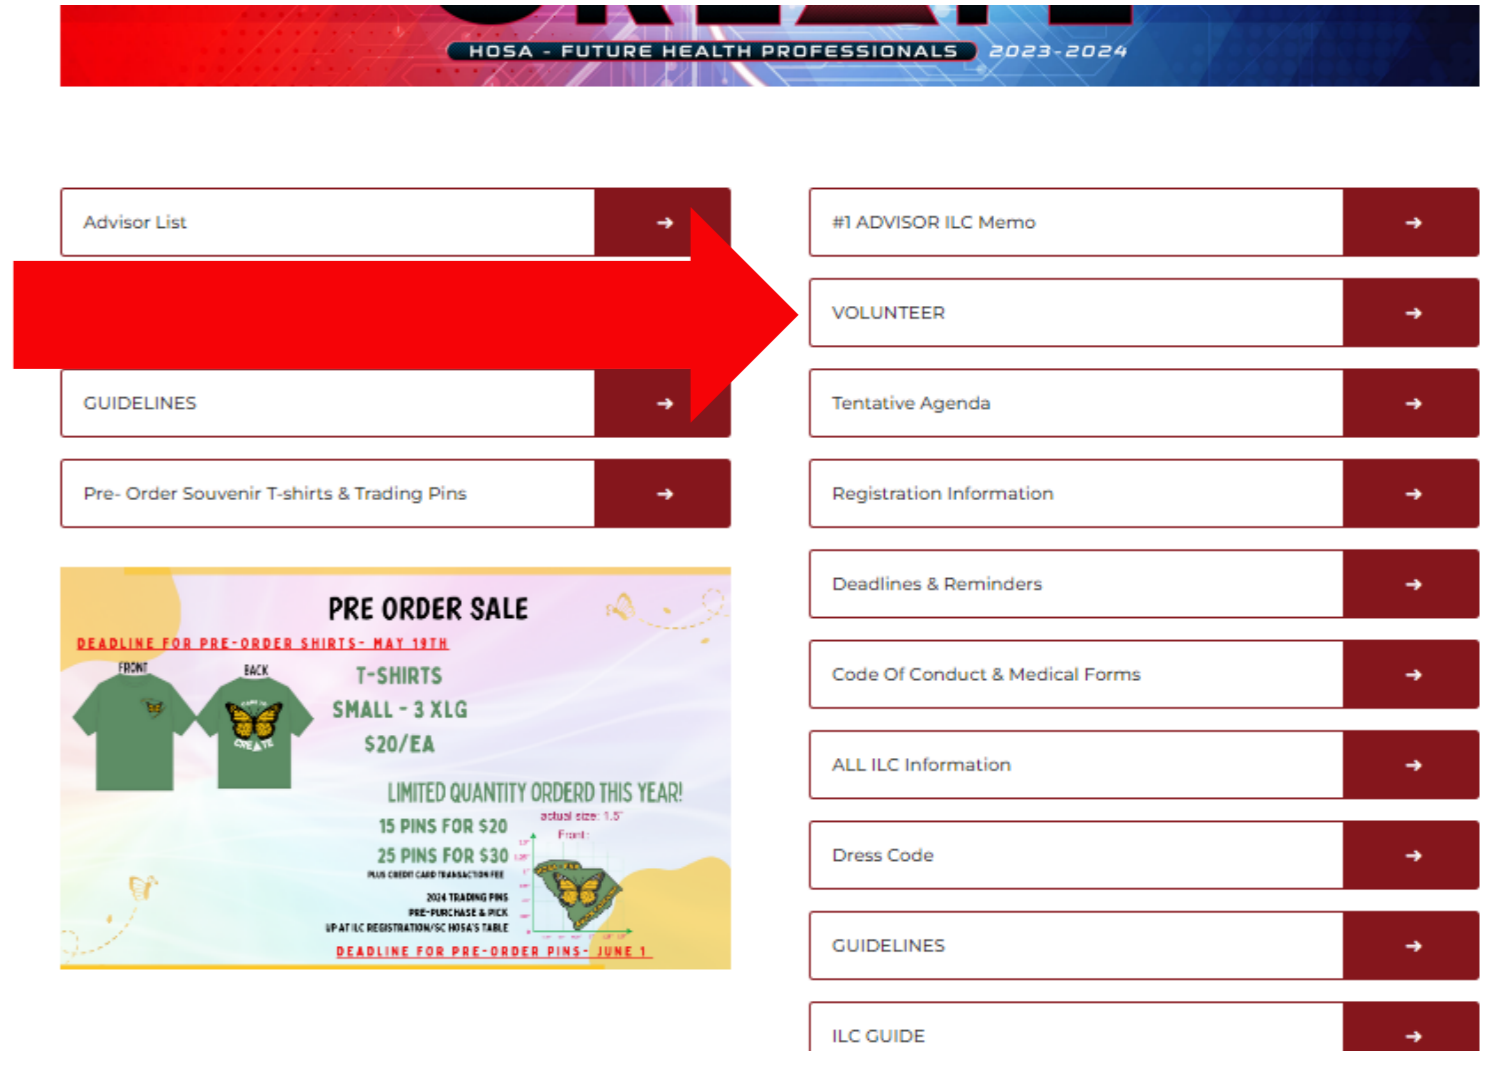 HOSA - FUTURE HEALTH PROFESSIONALS 2023-2024
Advisor List
GUIDELINES
Pre- Order Souvenir T-shirts & Trading Pins
PRE ORDER SALE
DEADLINE FOR PRE-ORDER SHIRTS- MAY 19TH
FRONT
BACK
CREATE
T-SHIRTS
SMALL - 3 XLG
$20/EA
LIMITED QUANTITY ORDERD THIS YEAR!
15 PINS FOR $20
25 PINS FOR $30
PLUS CREDIT CARD TRANSACTION FEE
actual size: 1.5"
Front:
2024 TRADING PINS
PRE-PURCHASE & PICK
UP AT ILC REGISTRATION/SC HOSA'S TABLE
DEADLINE FOR PRE-ORDER PINS- JUNE 1
#1 ADVISOR ILC Memo
VOLUNTEER
Tentative Agenda
Registration Information
Deadlines & Reminders
Code Of Conduct & Medical Forms
ALL ILC Information
Dress Code
GUIDELINES
ILC GUIDE